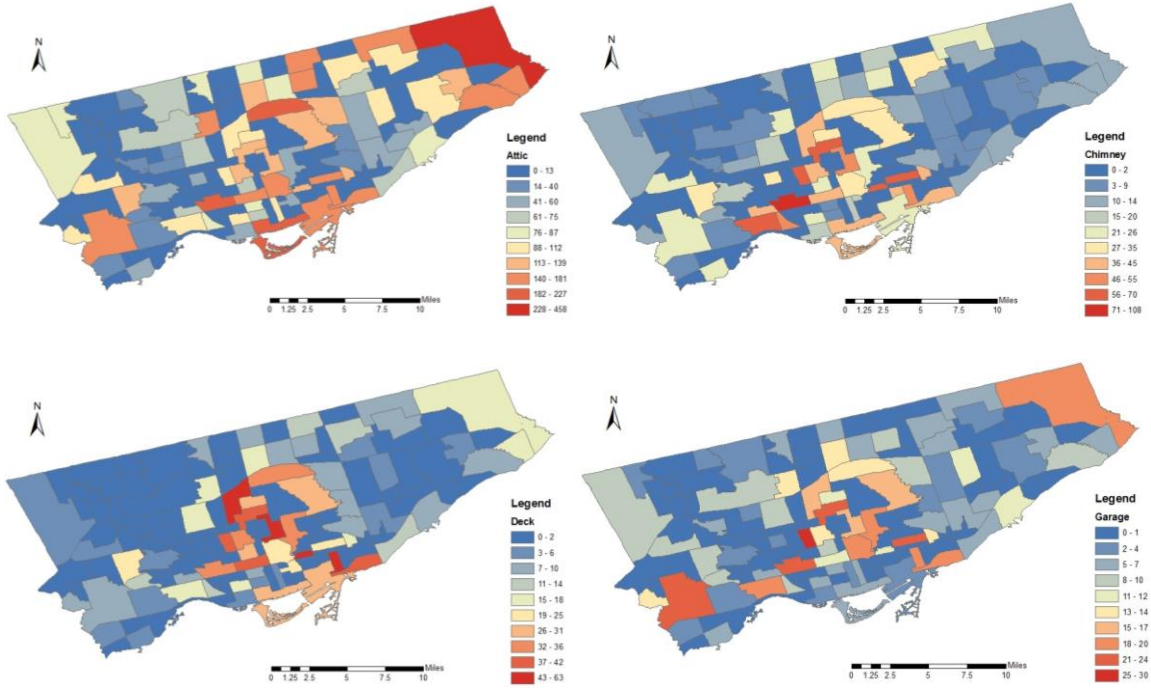 N
Legend
Attic
0 - 13
14 - 40
41 - 60
61 - 75
76 - 87
88 - 112
113 - 139
140 - 181
182 - 227
228 - 458
Miles
0 1.25 2.5 5 7.5 10
N
Legend
Chimney
0 - 2
3 - 9
10 - 14
15 - 20
21 - 26
27 - 35
36 - 45
46 - 55
56 - 70
71 - 108
Miles
0 1.25 2.5 5 7.5 10
N
Legend
Deck
0 - 2
3 - 6
7 - 10
11 - 14
15 - 18
19 - 25
26 - 31
32 - 36
37 - 42
43 - 63
Miles
0 1.25 2.5 5 7.5 10
N
Legend
Garage
0 - 1
2 - 4
5 - 7
8 - 10
11 - 12
13 - 14
15 - 17
18 - 20
21 - 24
25 - 30
Miles
0 1.25 2.5 5 7.5 10